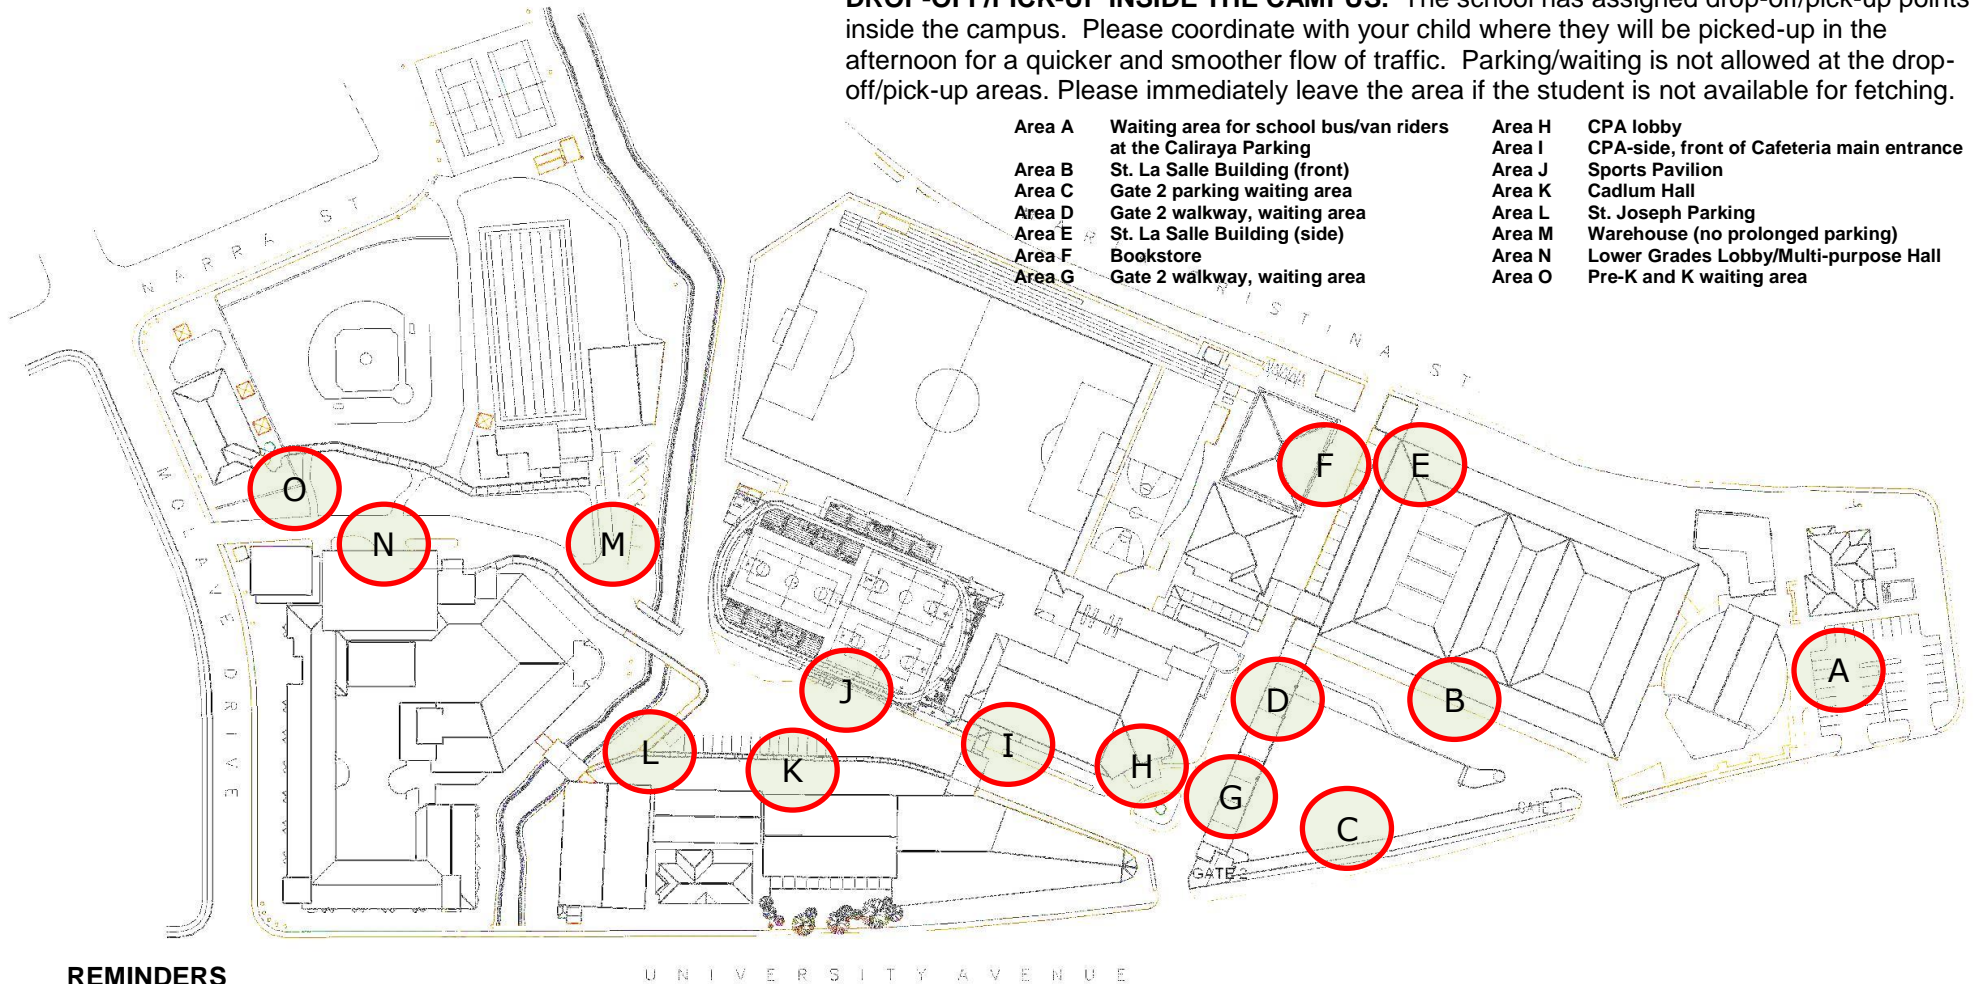 DROP-OFF/PICK-UP INSIDE THE CAMPUS. The school has assigned drop-off/pick-up points
inside the campus. Please coordinate with your child where they will be picked-up in the
afternoon for a quicker and smoother flow of traffic. Parking/waiting is not allowed at the drop-
off/pick-up areas. Please immediately leave the area if the student is not available for fetching.
Area A Waiting area for school bus/van riders
at the Caliraya Parking
Area B St. La Salle Building (front)
Area C Gate 2 parking waiting area
Area D Gate 2 walkway, waiting area
Area E St. La Salle Building (side)
Area F Bookstore
Area G Gate 2 walkway, waiting area
Area H CPA lobby
Area I CPA-side, front of Cafeteria main entrance
Area J Sports Pavilion
Area K Cadlum Hall
Area L St. Joseph Parking
Area M Warehouse (no prolonged parking)
Area N Lower Grades Lobby/Multi-purpose Hall
Area O Pre-K and K waiting area
NARRA ST
ST.
F
E
O
N
M
A
J
D
B
L
K
I
H
G
C
GATE 1
GATE 2
MCLAVE DRIVE
UNIVERSITY AVENUE
REMINDERS